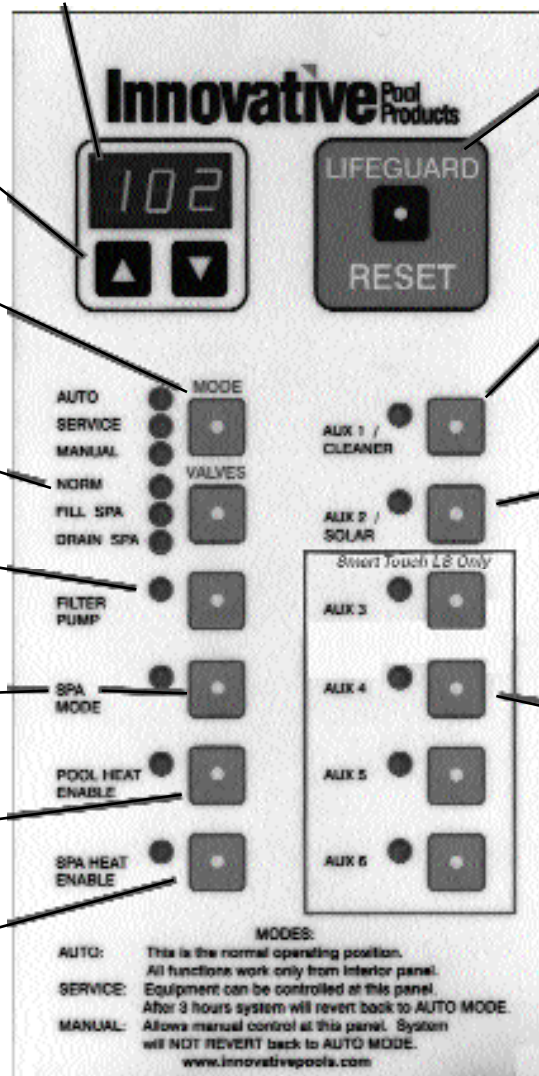 Innovative Pool Products
102
LIFEGUARD
RESET
MODE
AUTO
SERVICE
MANUAL
VALVES
NORM
FILL SPA
DRAIN SPA
FILTER
PUMP
SPA
MODE
POOL HEAT
ENABLE
SPA HEAT
ENABLE
AUX 1 /
CLEANER
AUX 2 /
SOLAR
Smart Touch LB Only
AUX 3
AUX 4
AUX 5
AUX 6
MODES:
AUTO: This is the normal operating position.
All functions work only from interior panel.
SERVICE: Equipment can be controlled at this panel.
After 3 hours system will revert back to AUTO MODE.
MANUAL: Allows manual control at this panel. System
will NOT REVERT back to AUTO MODE.
www.innovativepools.com